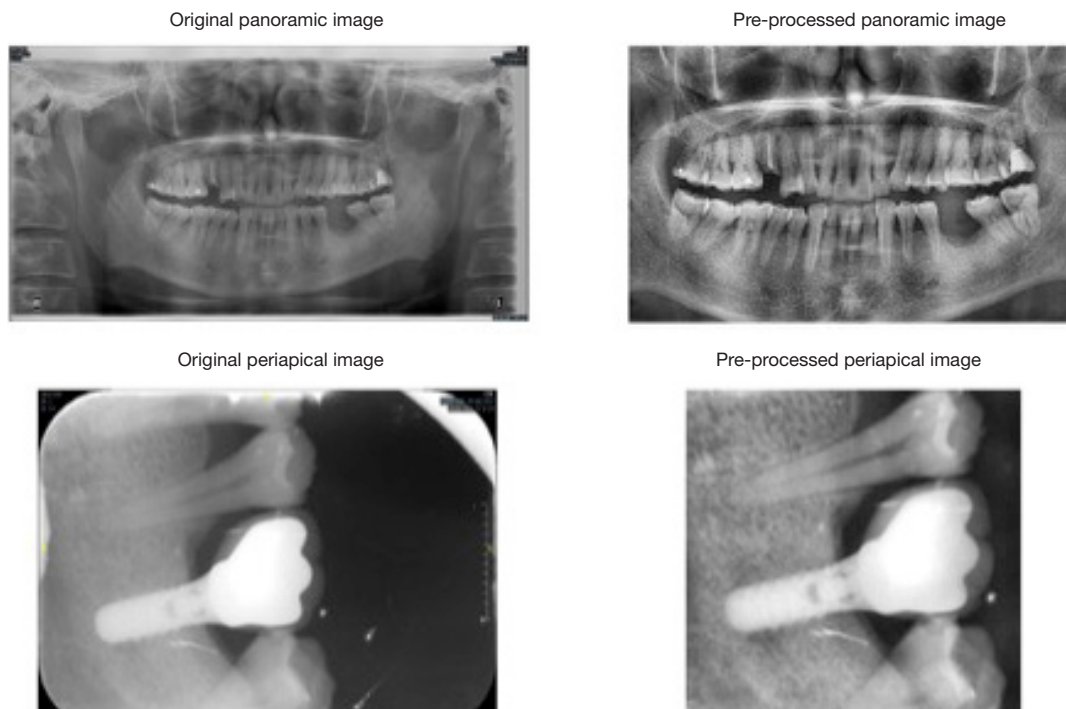 Original panoramic image
Pre-processed panoramic image
Original periapical image
Pre-processed periapical image